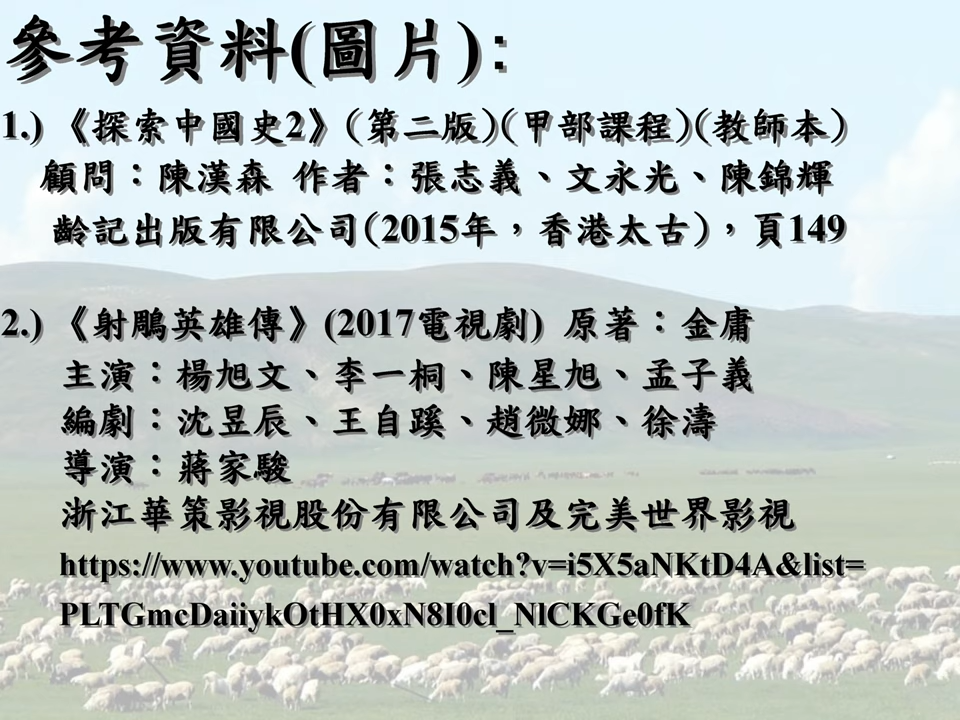 參考資料(圖片):
1.) 《探索中國史2》(第二版)(甲部課程)(教師本)
顧問：陳漢森 作者：張志義、文永光、陳錦輝
齡記出版有限公司(2015年，香港太古)，頁149
2.) 《射鵰英雄傳》(2017電視劇) 原著：金庸
主演：楊旭文、李一桐、陳星旭、孟子義
編劇：沈昱辰、王自蹊、趙微娜、徐濤
導演：蔣家駿
浙江華策影視股份有限公司及完美世界影視
https://www.youtube.com/watch?v=i5X5aNKtD4A&list=
PLTGmcDaiiykOtHX0xN8I0cl_NlCKGe0fK